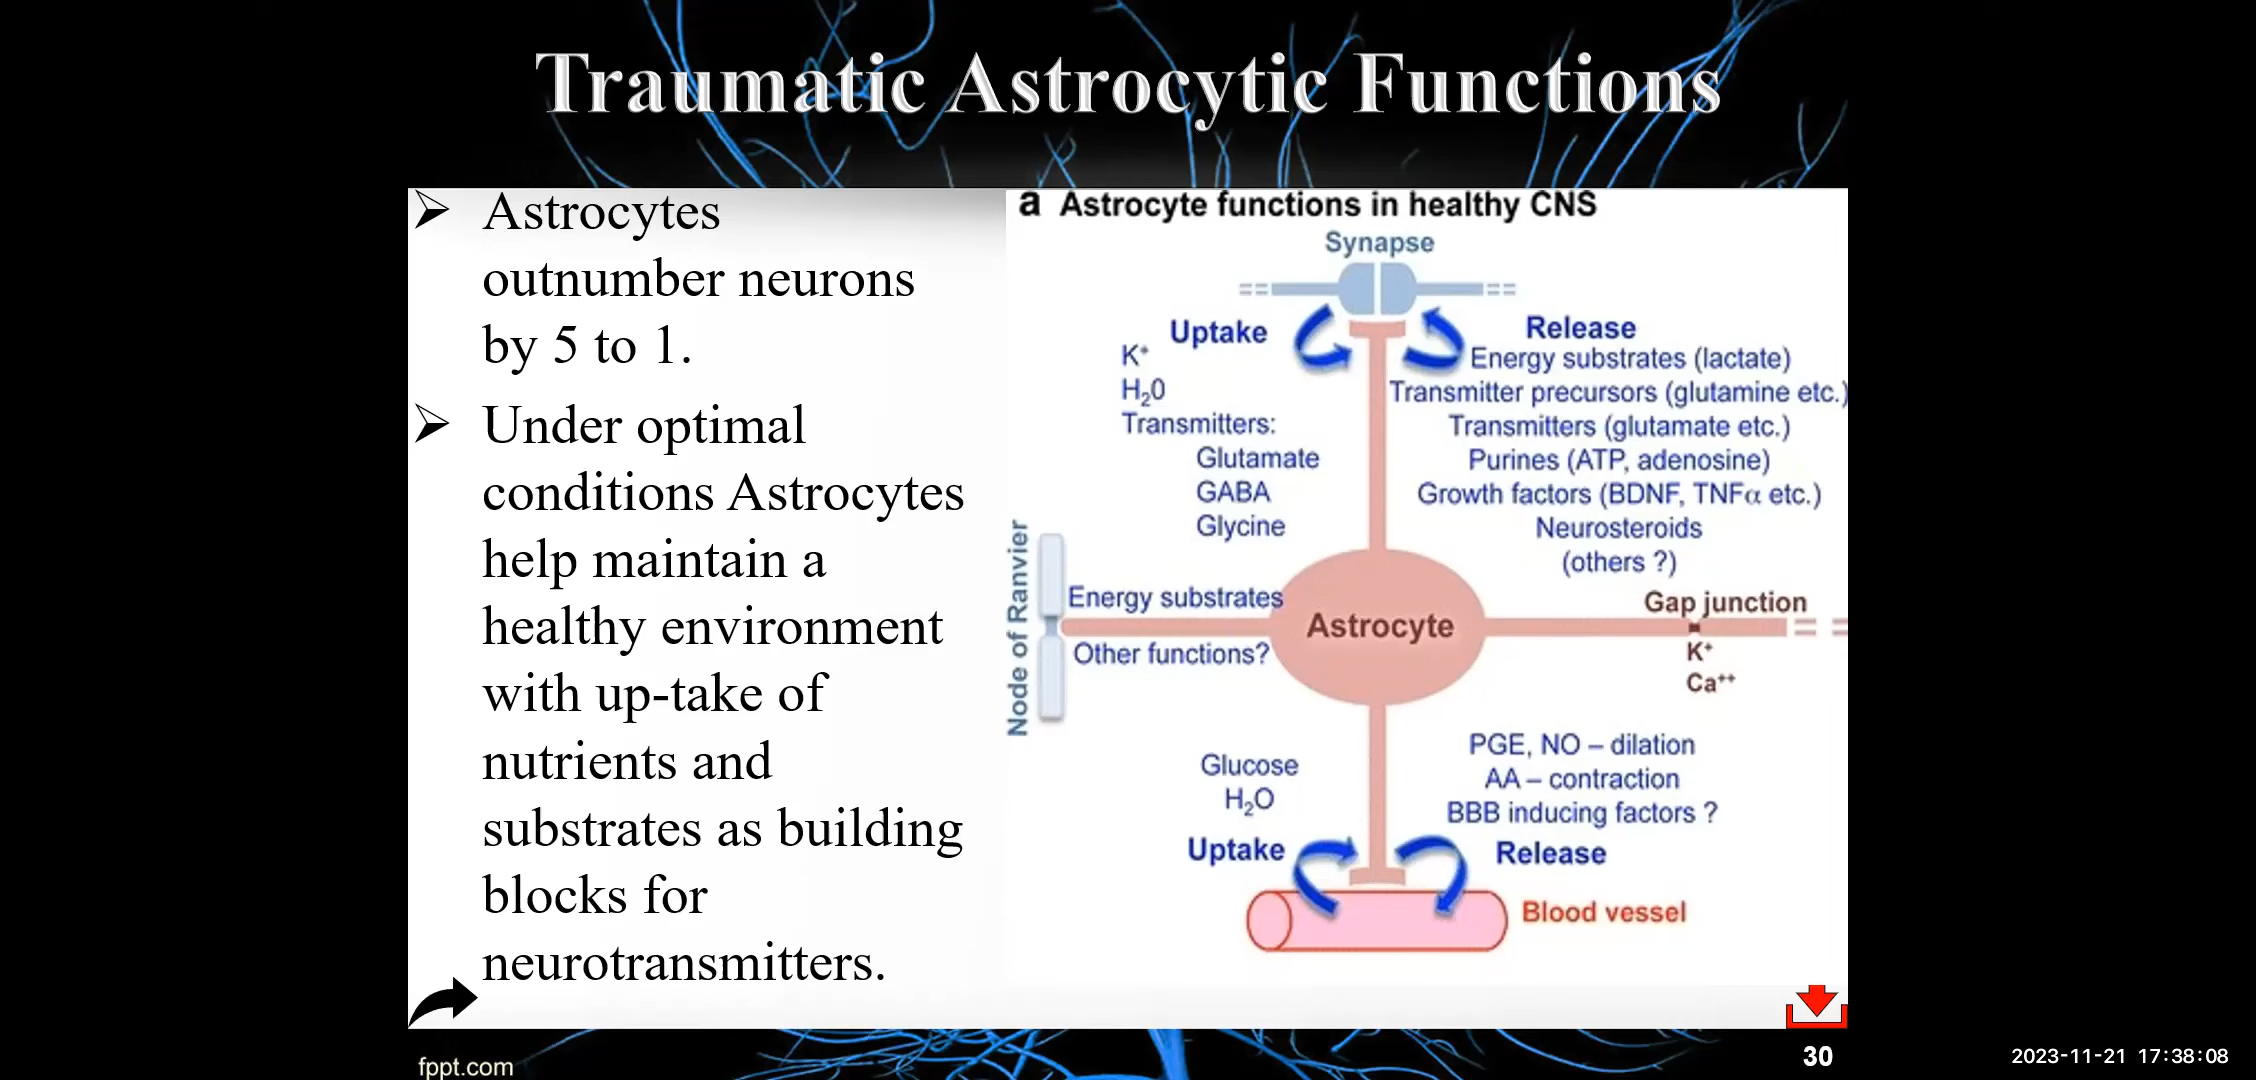 Traumatic Astrocytic Functions
➢ Astrocytes
outnumber neurons
by 5 to 1.
➢ Under optimal
conditions Astrocytes
help maintain a
healthy environment
with up-take of
nutrients and
substrates as building
blocks for
neurotransmitters.
a Astrocyte functions in healthy CNS
Synapse
Uptake
K⁺
H₂0
Transmitters:
Glutamate
GABA
Glycine
Release
Energy substrates (lactate)
Transmitter precursors (glutamine etc.)
Transmitters (glutamate etc.)
Purines (ATP, adenosine)
Growth factors (BDNF, TNFα etc.)
Neurosteroids
(others ?)
Node of Ranvier
Energy substrates
Other functions?
Astrocyte
Gap junction
K⁺
Ca⁺⁺
Glucose
H₂O
Uptake
PGE, NO – dilation
AA – contraction
BBB inducing factors ?
Release
Blood vessel
fppt.com
30
2023-11-21 17:38:08